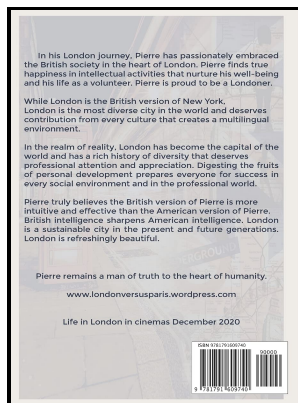 In his London journey, Pierre has passionately embraced
the British society in the heart of London. Pierre finds true
happiness in intellectual activities that nurture his well-being
and his life as a volunteer. Pierre is proud to be a Londoner.
While London is the British version of New York,
London is the most diverse city in the world and deserves
contribution from every culture that creates a multilingual
environment.
In the realm of reality, London has become the capital of the
world and has a rich history of diversity that deserves
professional attention and appreciation. Digesting the fruits
of personal development prepares everyone for success in
every social environment and in the professional world.
Pierre truly believes the British version of Pierre is more
intuitive and effective than the American version of Pierre.
British intelligence sharpens American intelligence. London
is a sustainable city in the present and future generations.
London is refreshingly beautiful.
Pierre remains a man of truth to the heart of humanity.
www.londonversusparis.wordpress.com
Life in London in cinemas December 2020
ISBN 9781791609740
90000
9 781791 609740